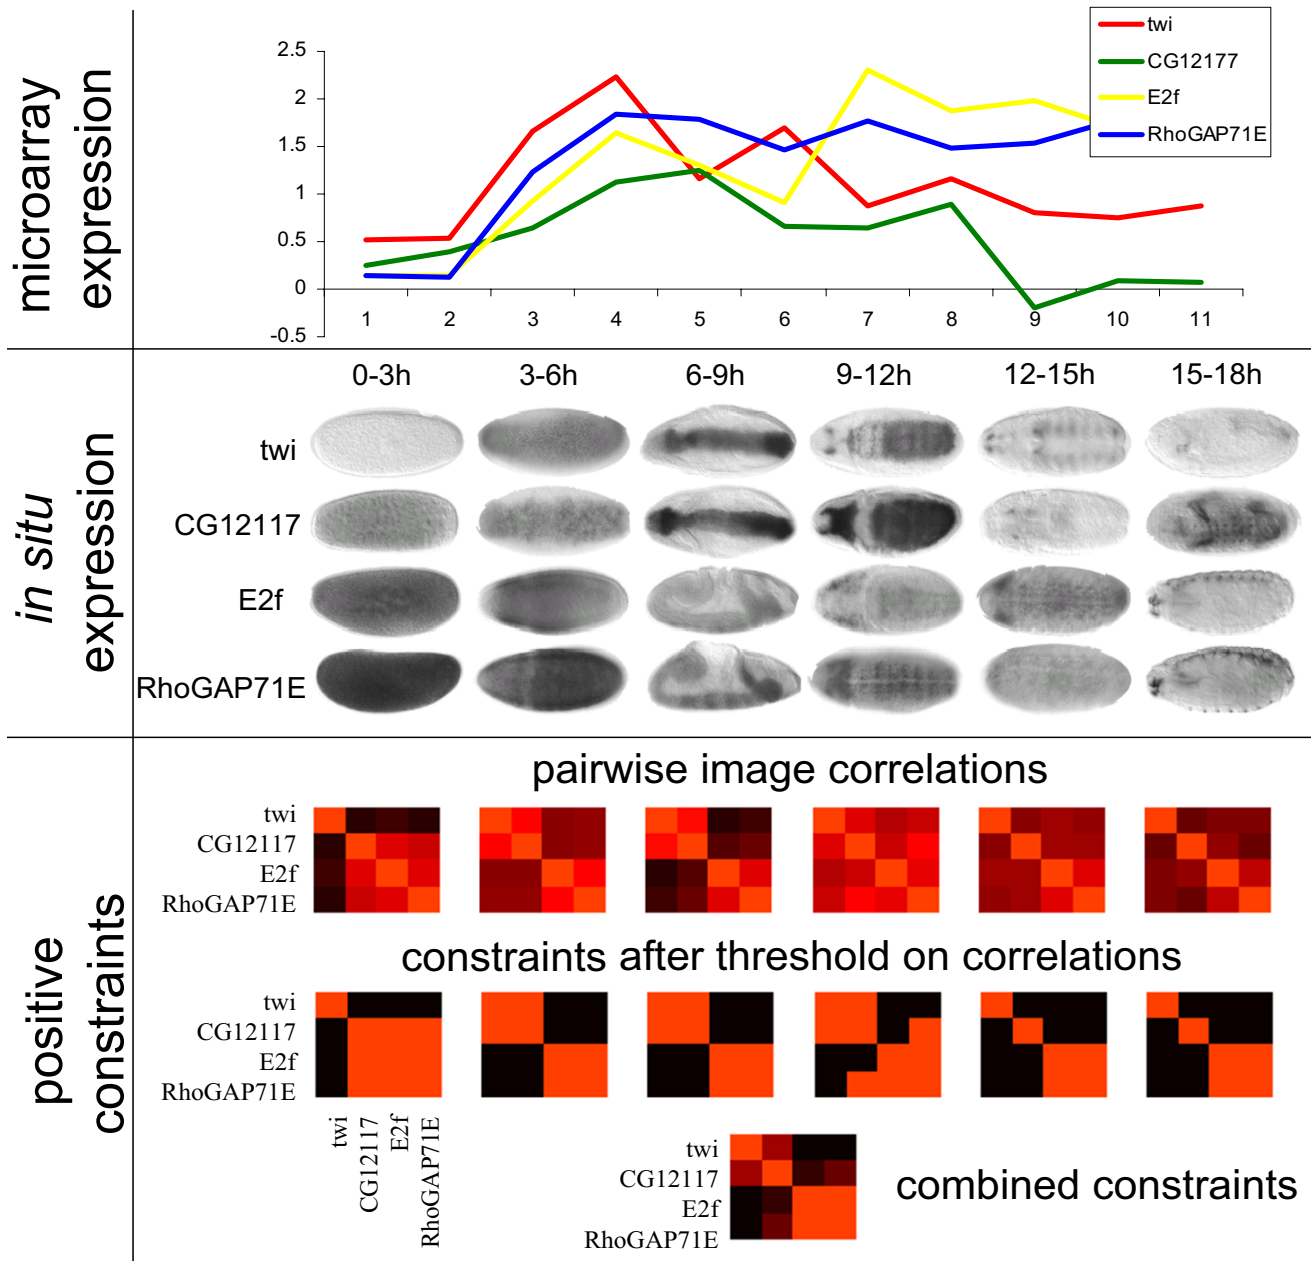 microarray
expression
twi
CG12177
E2f
RhoGAP71E
2.5
2
1.5
1
0.5
0
-0.5
1 2 3 4 5 6 7 8 9 10 11
in situ
expression
0-3h 3-6h 6-9h 9-12h 12-15h 15-18h
twi
CG12117
E2f
RhoGAP71E
positive
constraints
pairwise image correlations
twi
CG12117
E2f
RhoGAP71E
constraints after threshold on correlations
twi
CG12117
E2f
RhoGAP71E
twi
CG12117
E2f
RhoGAP71E
twi
CG12117
E2f
RhoGAP71E
combined constraints